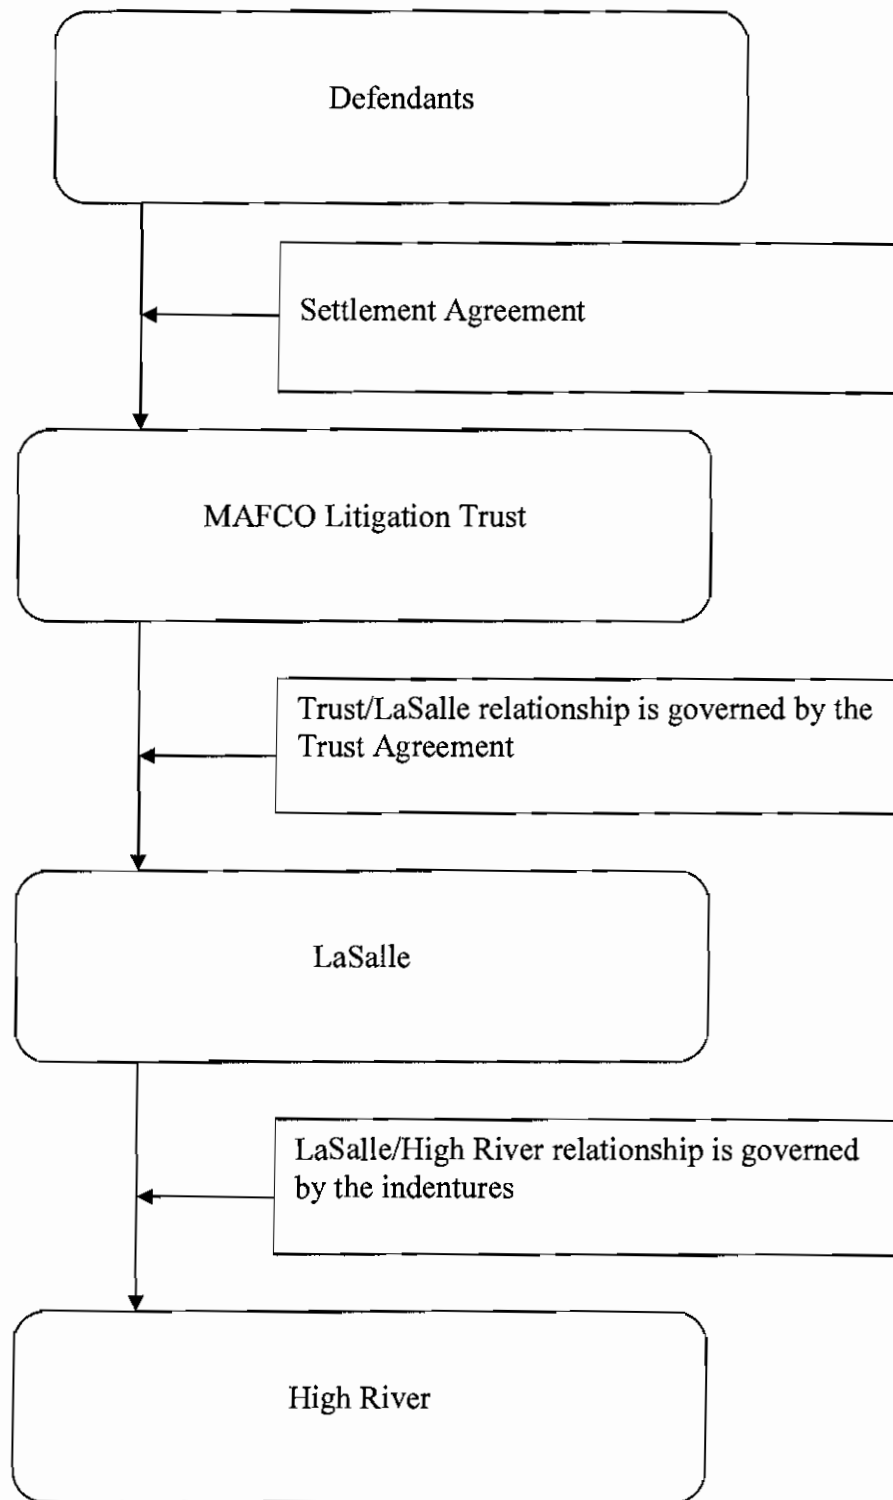 Defendants
Settlement Agreement
MAFCO Litigation Trust
Trust/LaSalle relationship is governed by the
Trust Agreement
LaSalle
LaSalle/High River relationship is governed
by the indentures
High River